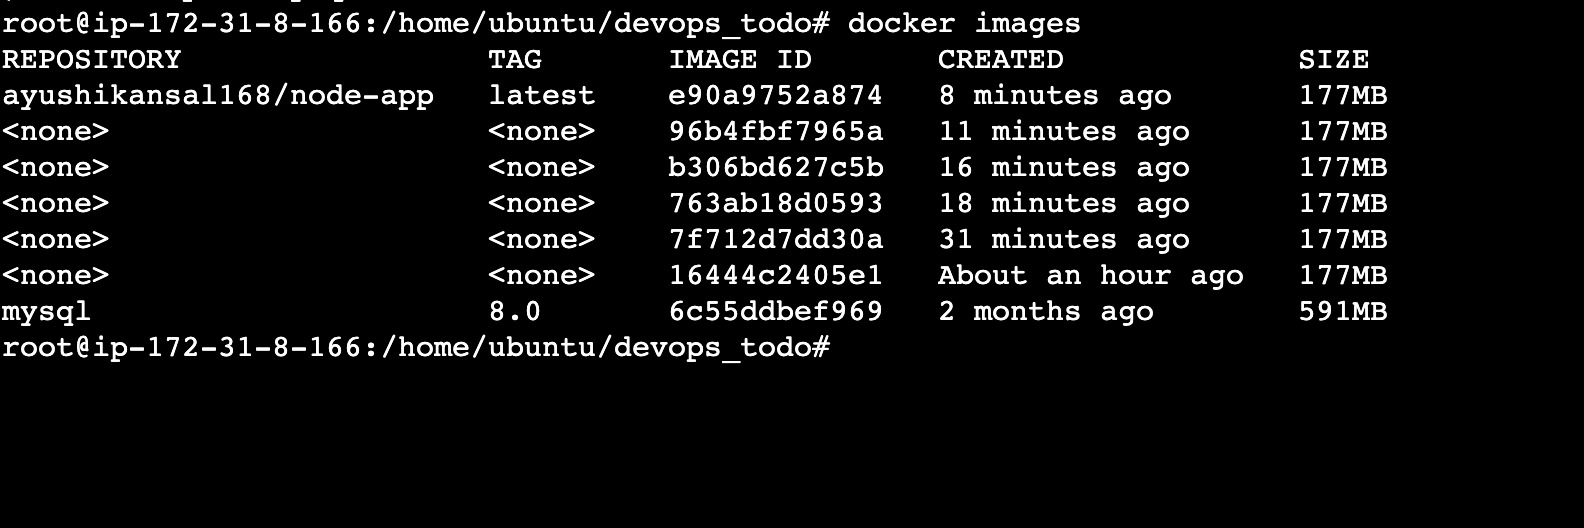 root@ip-172-31-8-166:/home/ubuntu/devops_todo# docker images
REPOSITORY TAG IMAGE ID CREATED SIZE
ayushikansal168/node-app latest e90a9752a874 8 minutes ago 177MB
<none> <none> 96b4fbf7965a 11 minutes ago 177MB
<none> <none> b306bd627c5b 16 minutes ago 177MB
<none> <none> 763ab18d0593 18 minutes ago 177MB
<none> <none> 7f712d7dd30a 31 minutes ago 177MB
<none> <none> 16444c2405e1 About an hour ago 177MB
mysql 8.0 6c55ddbef969 2 months ago 591MB
root@ip-172-31-8-166:/home/ubuntu/devops_todo#